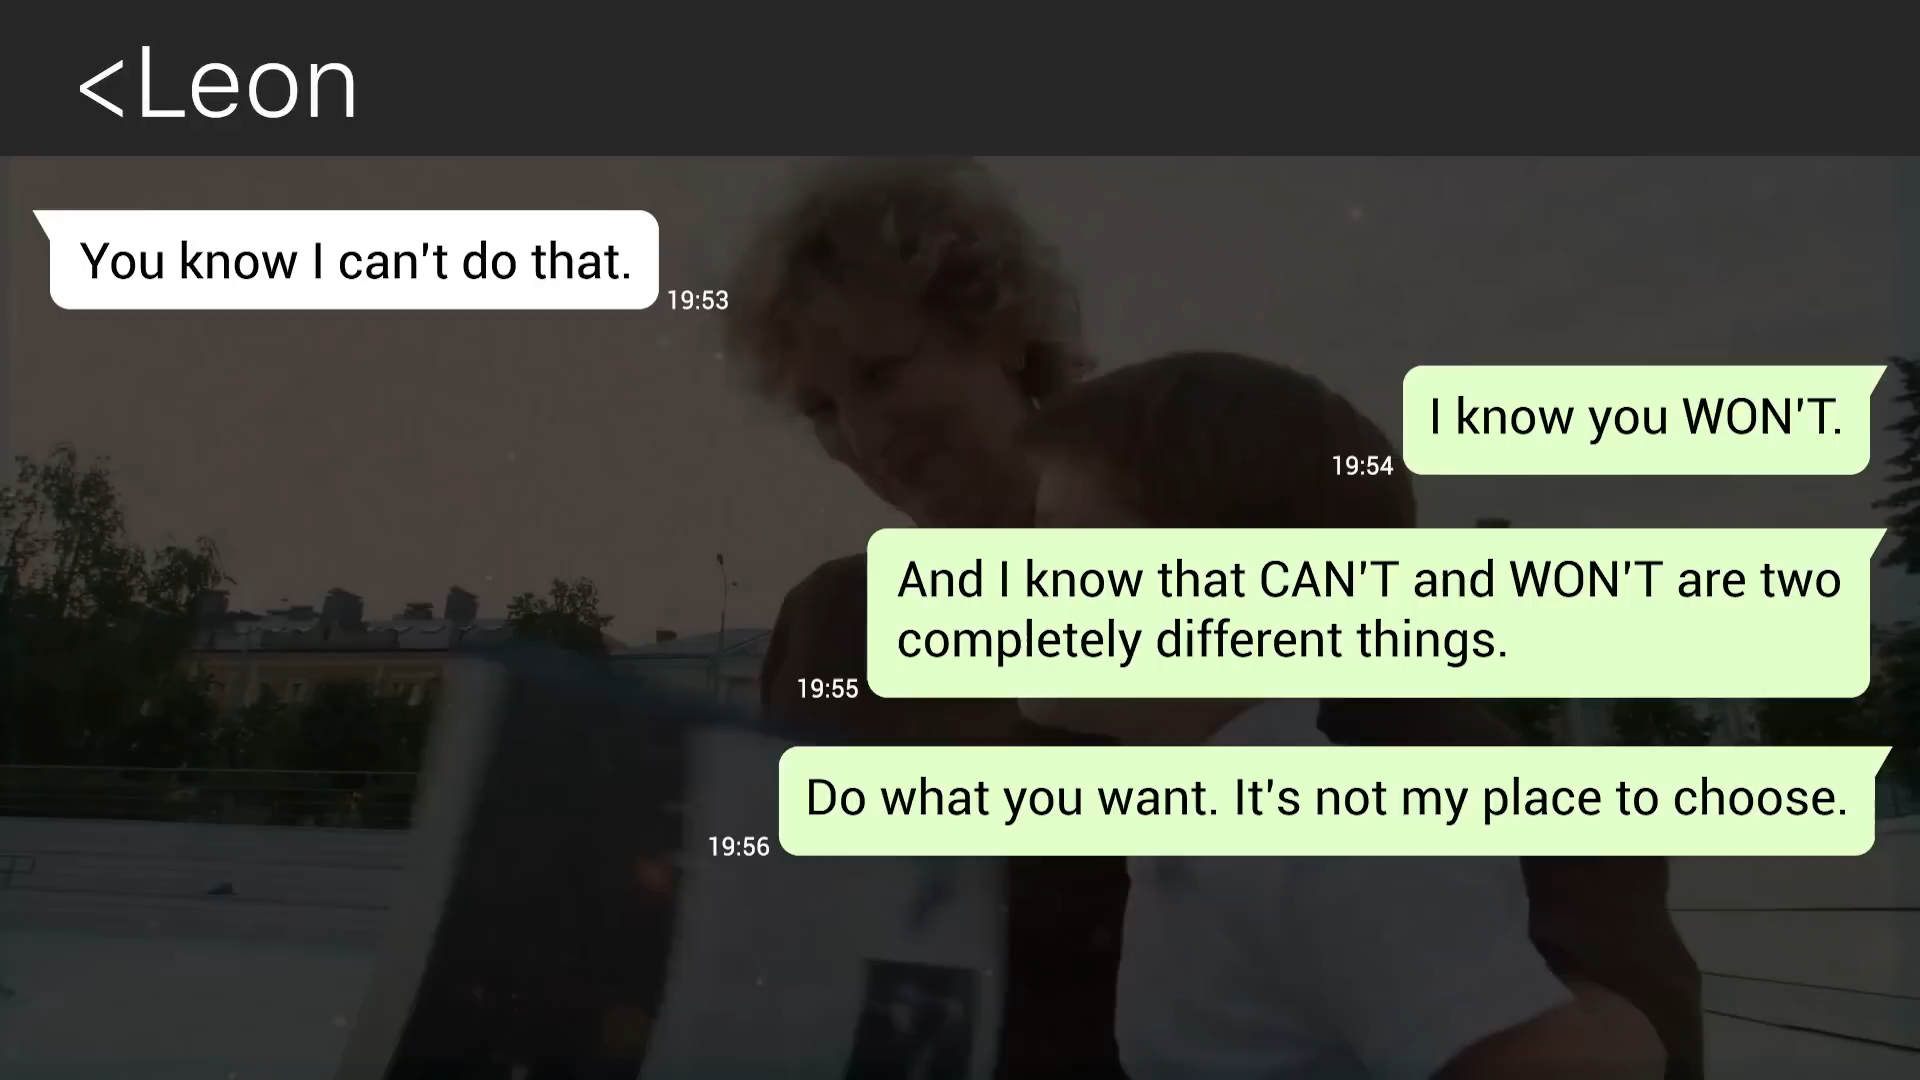 <Leon
You know I can't do that.
19:53
I know you WON'T.
19:54
And I know that CAN'T and WON'T are two
completely different things.
19:55
Do what you want. It's not my place to choose.
19:56